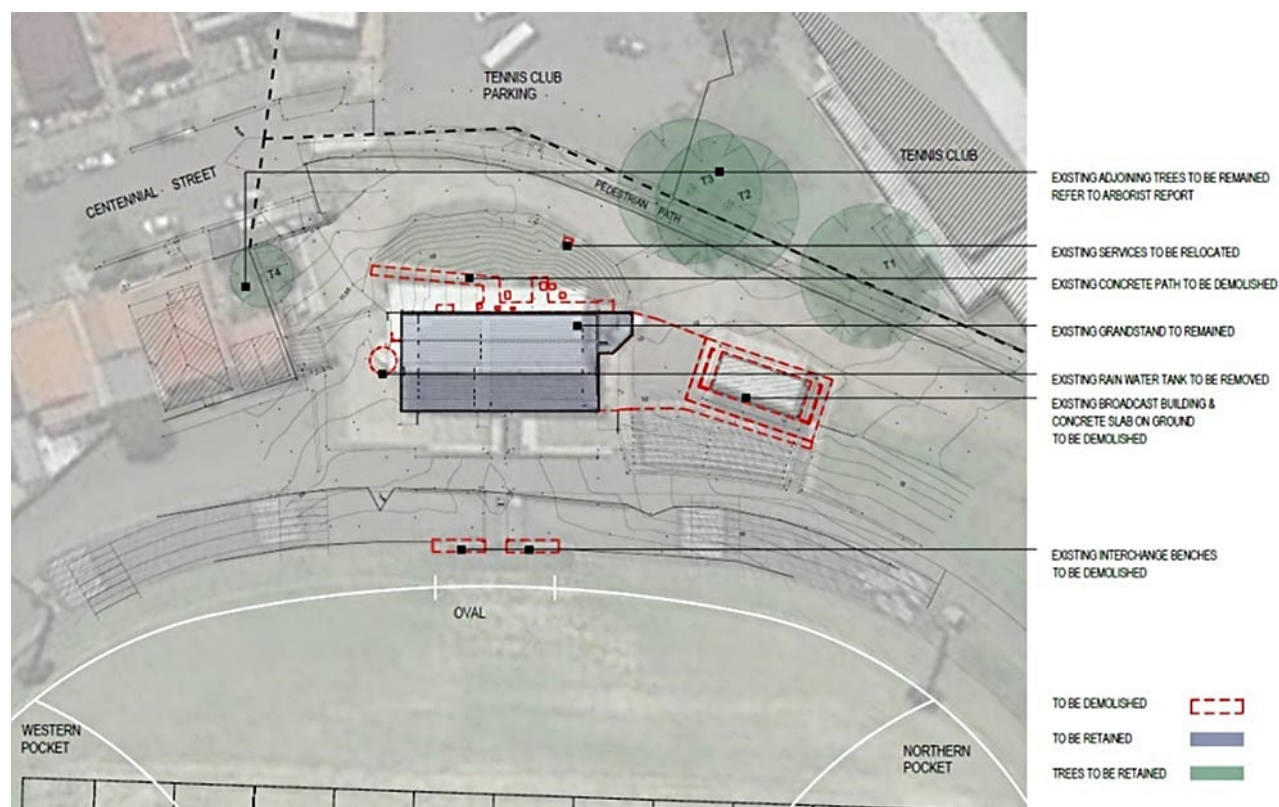 TENNIS CLUB
PARKING
CENTENNIAL STREET
TENNIS CLUB
PEDESTRIAN PATH
T3
T2
T1
T4
EXISTING ADJOINING TREES TO BE REMAINED
REFER TO ARBORIST REPORT
EXISTING SERVICES TO BE RELOCATED
EXISTING CONCRETE PATH TO BE DEMOLISHED
EXISTING GRANDSTAND TO REMAINED
EXISTING RAIN WATER TANK TO BE REMOVED
EXISTING BROADCAST BUILDING &
CONCRETE SLAB ON GROUND
TO BE DEMOLISHED
EXISTING INTERCHANGE BENCHES
TO BE DEMOLISHED
OVAL
WESTERN
POCKET
NORTHERN
POCKET
TO BE DEMOLISHED
TO BE RETAINED
TREES TO BE RETAINED